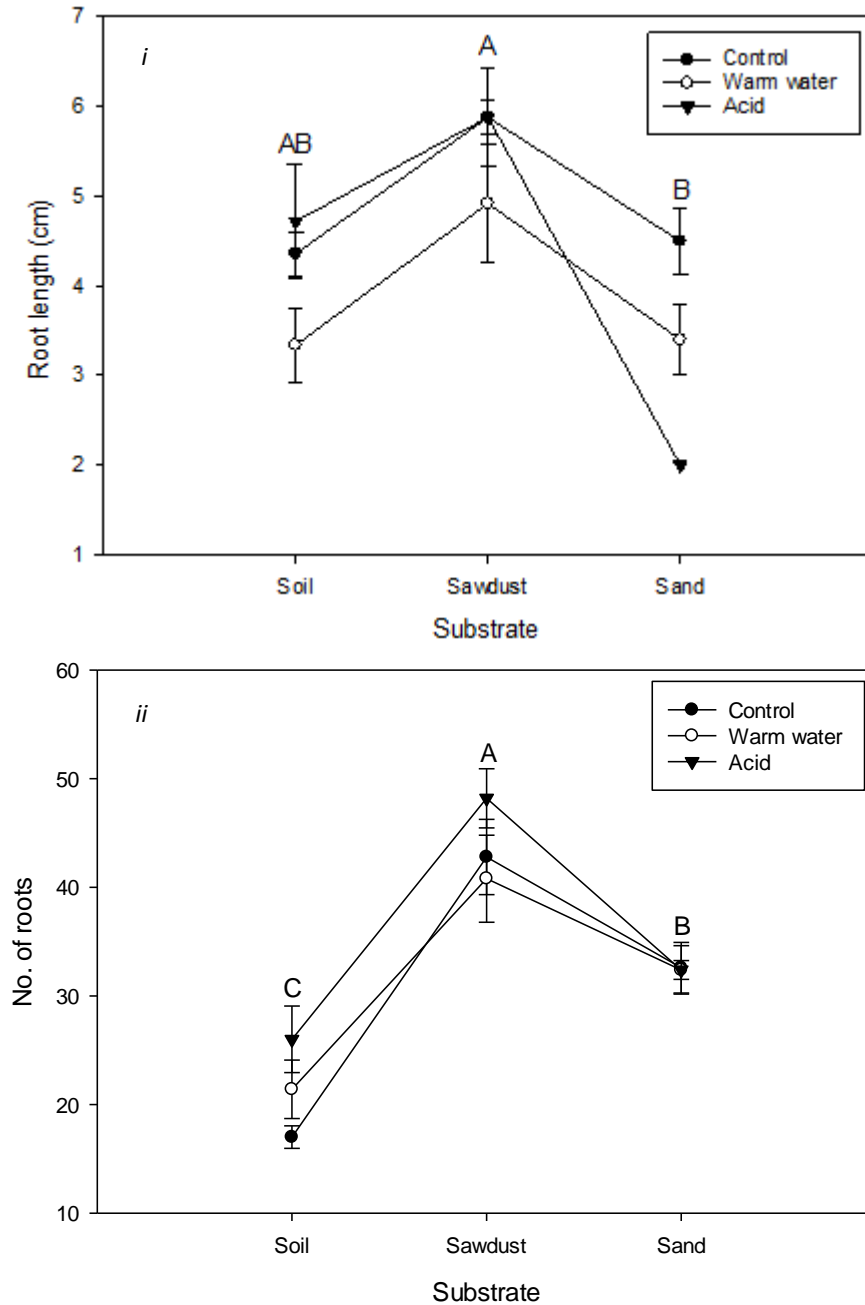 i
A
Control
Warm water
Acid
AB
B
7
6
5
4
3
2
1
Root length (cm)
Soil
Sawdust
Sand
Substrate
ii
A
Control
Warm water
Acid
C
B
60
50
40
30
20
10
No. of roots
Soil
Sawdust
Sand
Substrate